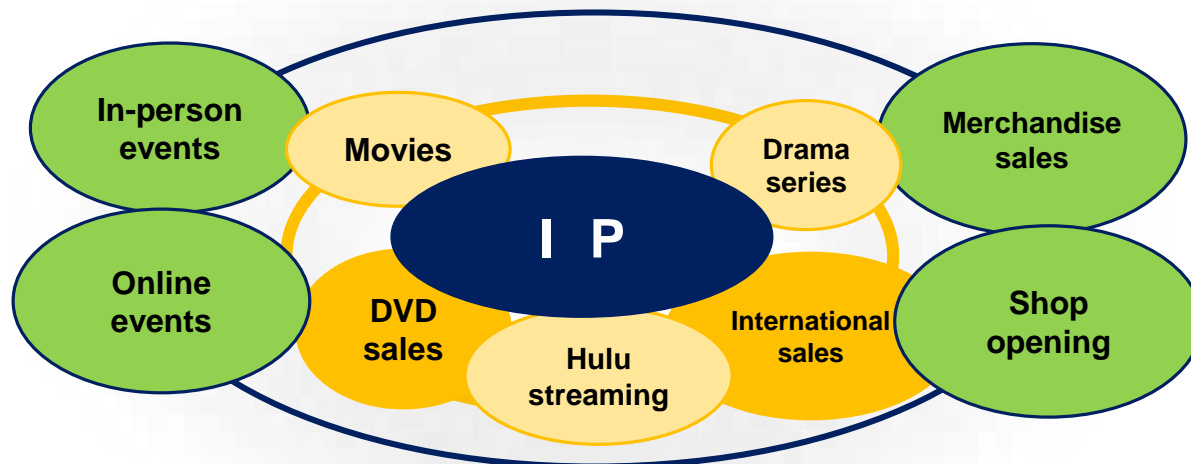 In-person
events
Movies
Drama
series
Merchandise
sales
I P
Online
events
DVD
sales
Hulu
streaming
International
sales
Shop
opening